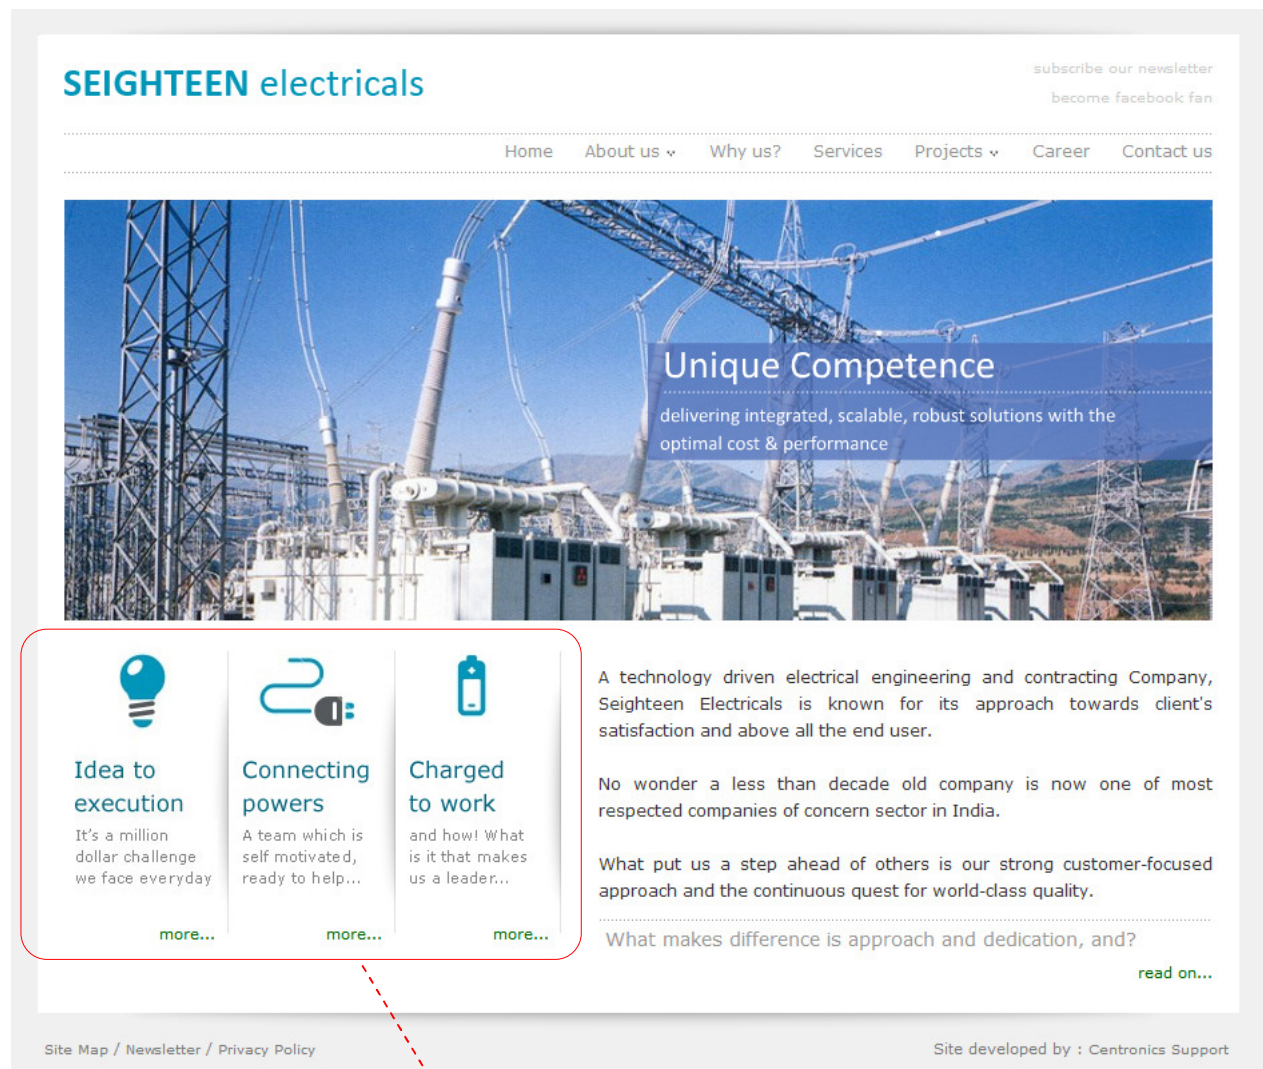 SEIGHTEEN electricals
subscribe our newsletter
become facebook fan
Home About us Why us? Services Projects Career Contact us
Unique Competence
delivering integrated, scalable, robust solutions with the
optimal cost & performance
Idea to
execution
It's a million
dollar challenge
we face everyday
more...
Connecting
powers
A team which is
self motivated,
ready to help...
more...
Charged
to work
and how! What
is it that makes
us a leader...
more...
A technology driven electrical engineering and contracting Company,
Seighteen Electricals is known for its approach towards client's
satisfaction and above all the end user.
No wonder a less than decade old company is now one of most
respected companies of concern sector in India.
What put us a step ahead of others is our strong customer-focused
approach and the continuous quest for world-class quality.
What makes difference is approach and dedication, and?
read on...
Site Map / Newsletter / Privacy Policy
Site developed by : Centronics Support